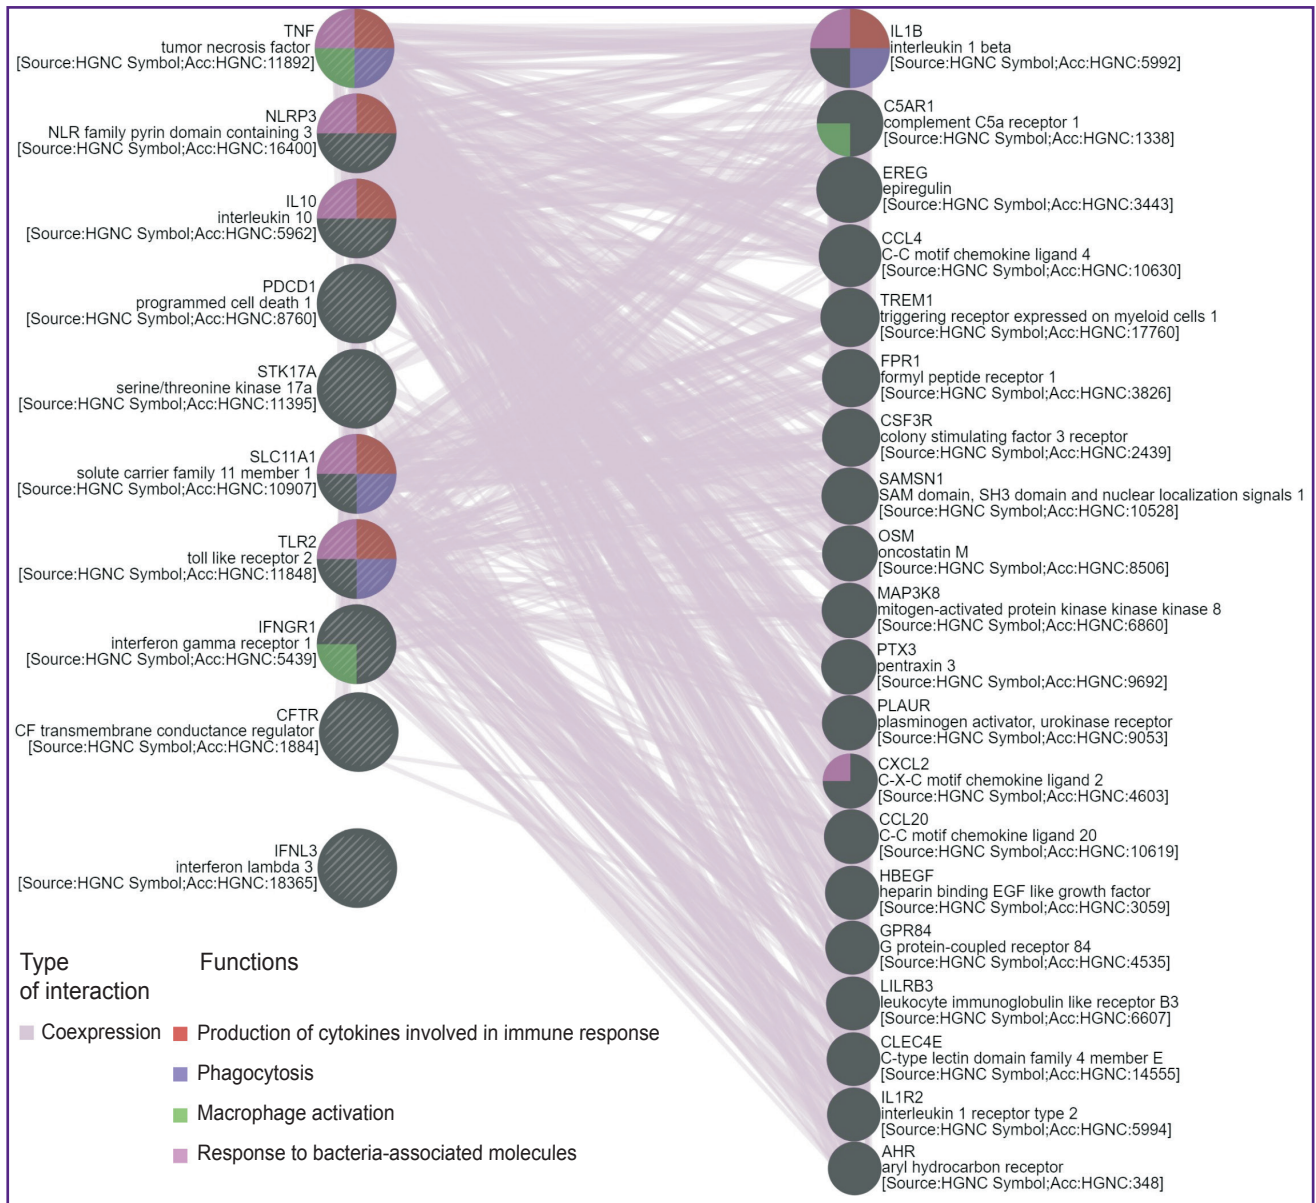 TNF
tumor necrosis factor
[Source:HGNC Symbol;Acc:HGNC:11892]
NLRP3
NLR family pyrin domain containing 3
[Source:HGNC Symbol;Acc:HGNC:16400]
IL10
interleukin 10
[Source:HGNC Symbol;Acc:HGNC:5962]
PDCD1
programmed cell death 1
[Source:HGNC Symbol;Acc:HGNC:8760]
STK17A
serine/threonine kinase 17a
[Source:HGNC Symbol;Acc:HGNC:11395]
SLC11A1
solute carrier family 11 member 1
[Source:HGNC Symbol;Acc:HGNC:10907]
TLR2
toll like receptor 2
[Source:HGNC Symbol;Acc:HGNC:11848]
IFNGR1
interferon gamma receptor 1
[Source:HGNC Symbol;Acc:HGNC:5439]
CFTR
CF transmembrane conductance regulator
[Source:HGNC Symbol;Acc:HGNC:1884]
IFNL3
interferon lambda 3
[Source:HGNC Symbol;Acc:HGNC:18365]
IL1B
interleukin 1 beta
[Source:HGNC Symbol;Acc:HGNC:5992]
C5AR1
complement C5a receptor 1
[Source:HGNC Symbol;Acc:HGNC:1338]
EREG
epiregulin
[Source:HGNC Symbol;Acc:HGNC:3443]
CCL4
C-C motif chemokine ligand 4
[Source:HGNC Symbol;Acc:HGNC:10630]
TREM1
triggering receptor expressed on myeloid cells 1
[Source:HGNC Symbol;Acc:HGNC:17760]
FPR1
formyl peptide receptor 1
[Source:HGNC Symbol;Acc:HGNC:3826]
CSF3R
colony stimulating factor 3 receptor
[Source:HGNC Symbol;Acc:HGNC:2439]
SAMSN1
SAM domain, SH3 domain and nuclear localization signals 1
[Source:HGNC Symbol;Acc:HGNC:10528]
OSM
oncostatin M
[Source:HGNC Symbol;Acc:HGNC:8506]
MAP3K8
mitogen-activated protein kinase kinase kinase 8
[Source:HGNC Symbol;Acc:HGNC:6860]
PTX3
pentraxin 3
[Source:HGNC Symbol;Acc:HGNC:9692]
PLAUR
plasminogen activator, urokinase receptor
[Source:HGNC Symbol;Acc:HGNC:9053]
CXCL2
C-X-C motif chemokine ligand 2
[Source:HGNC Symbol;Acc:HGNC:4603]
CCL20
C-C motif chemokine ligand 20
[Source:HGNC Symbol;Acc:HGNC:10619]
HBEGF
heparin binding EGF like growth factor
[Source:HGNC Symbol;Acc:HGNC:3059]
GPR84
G protein-coupled receptor 84
[Source:HGNC Symbol;Acc:HGNC:4535]
LILRB3
leukocyte immunoglobulin like receptor B3
[Source:HGNC Symbol;Acc:HGNC:6607]
CLEC4E
C-type lectin domain family 4 member E
[Source:HGNC Symbol;Acc:HGNC:14555]
IL1R2
interleukin 1 receptor type 2
[Source:HGNC Symbol;Acc:HGNC:5994]
AHR
aryl hydrocarbon receptor
[Source:HGNC Symbol;Acc:HGNC:348]
Type
of interaction
Coexpression
Functions
Production of cytokines involved in immune response
Phagocytosis
Macrophage activation
Response to bacteria-associated molecules